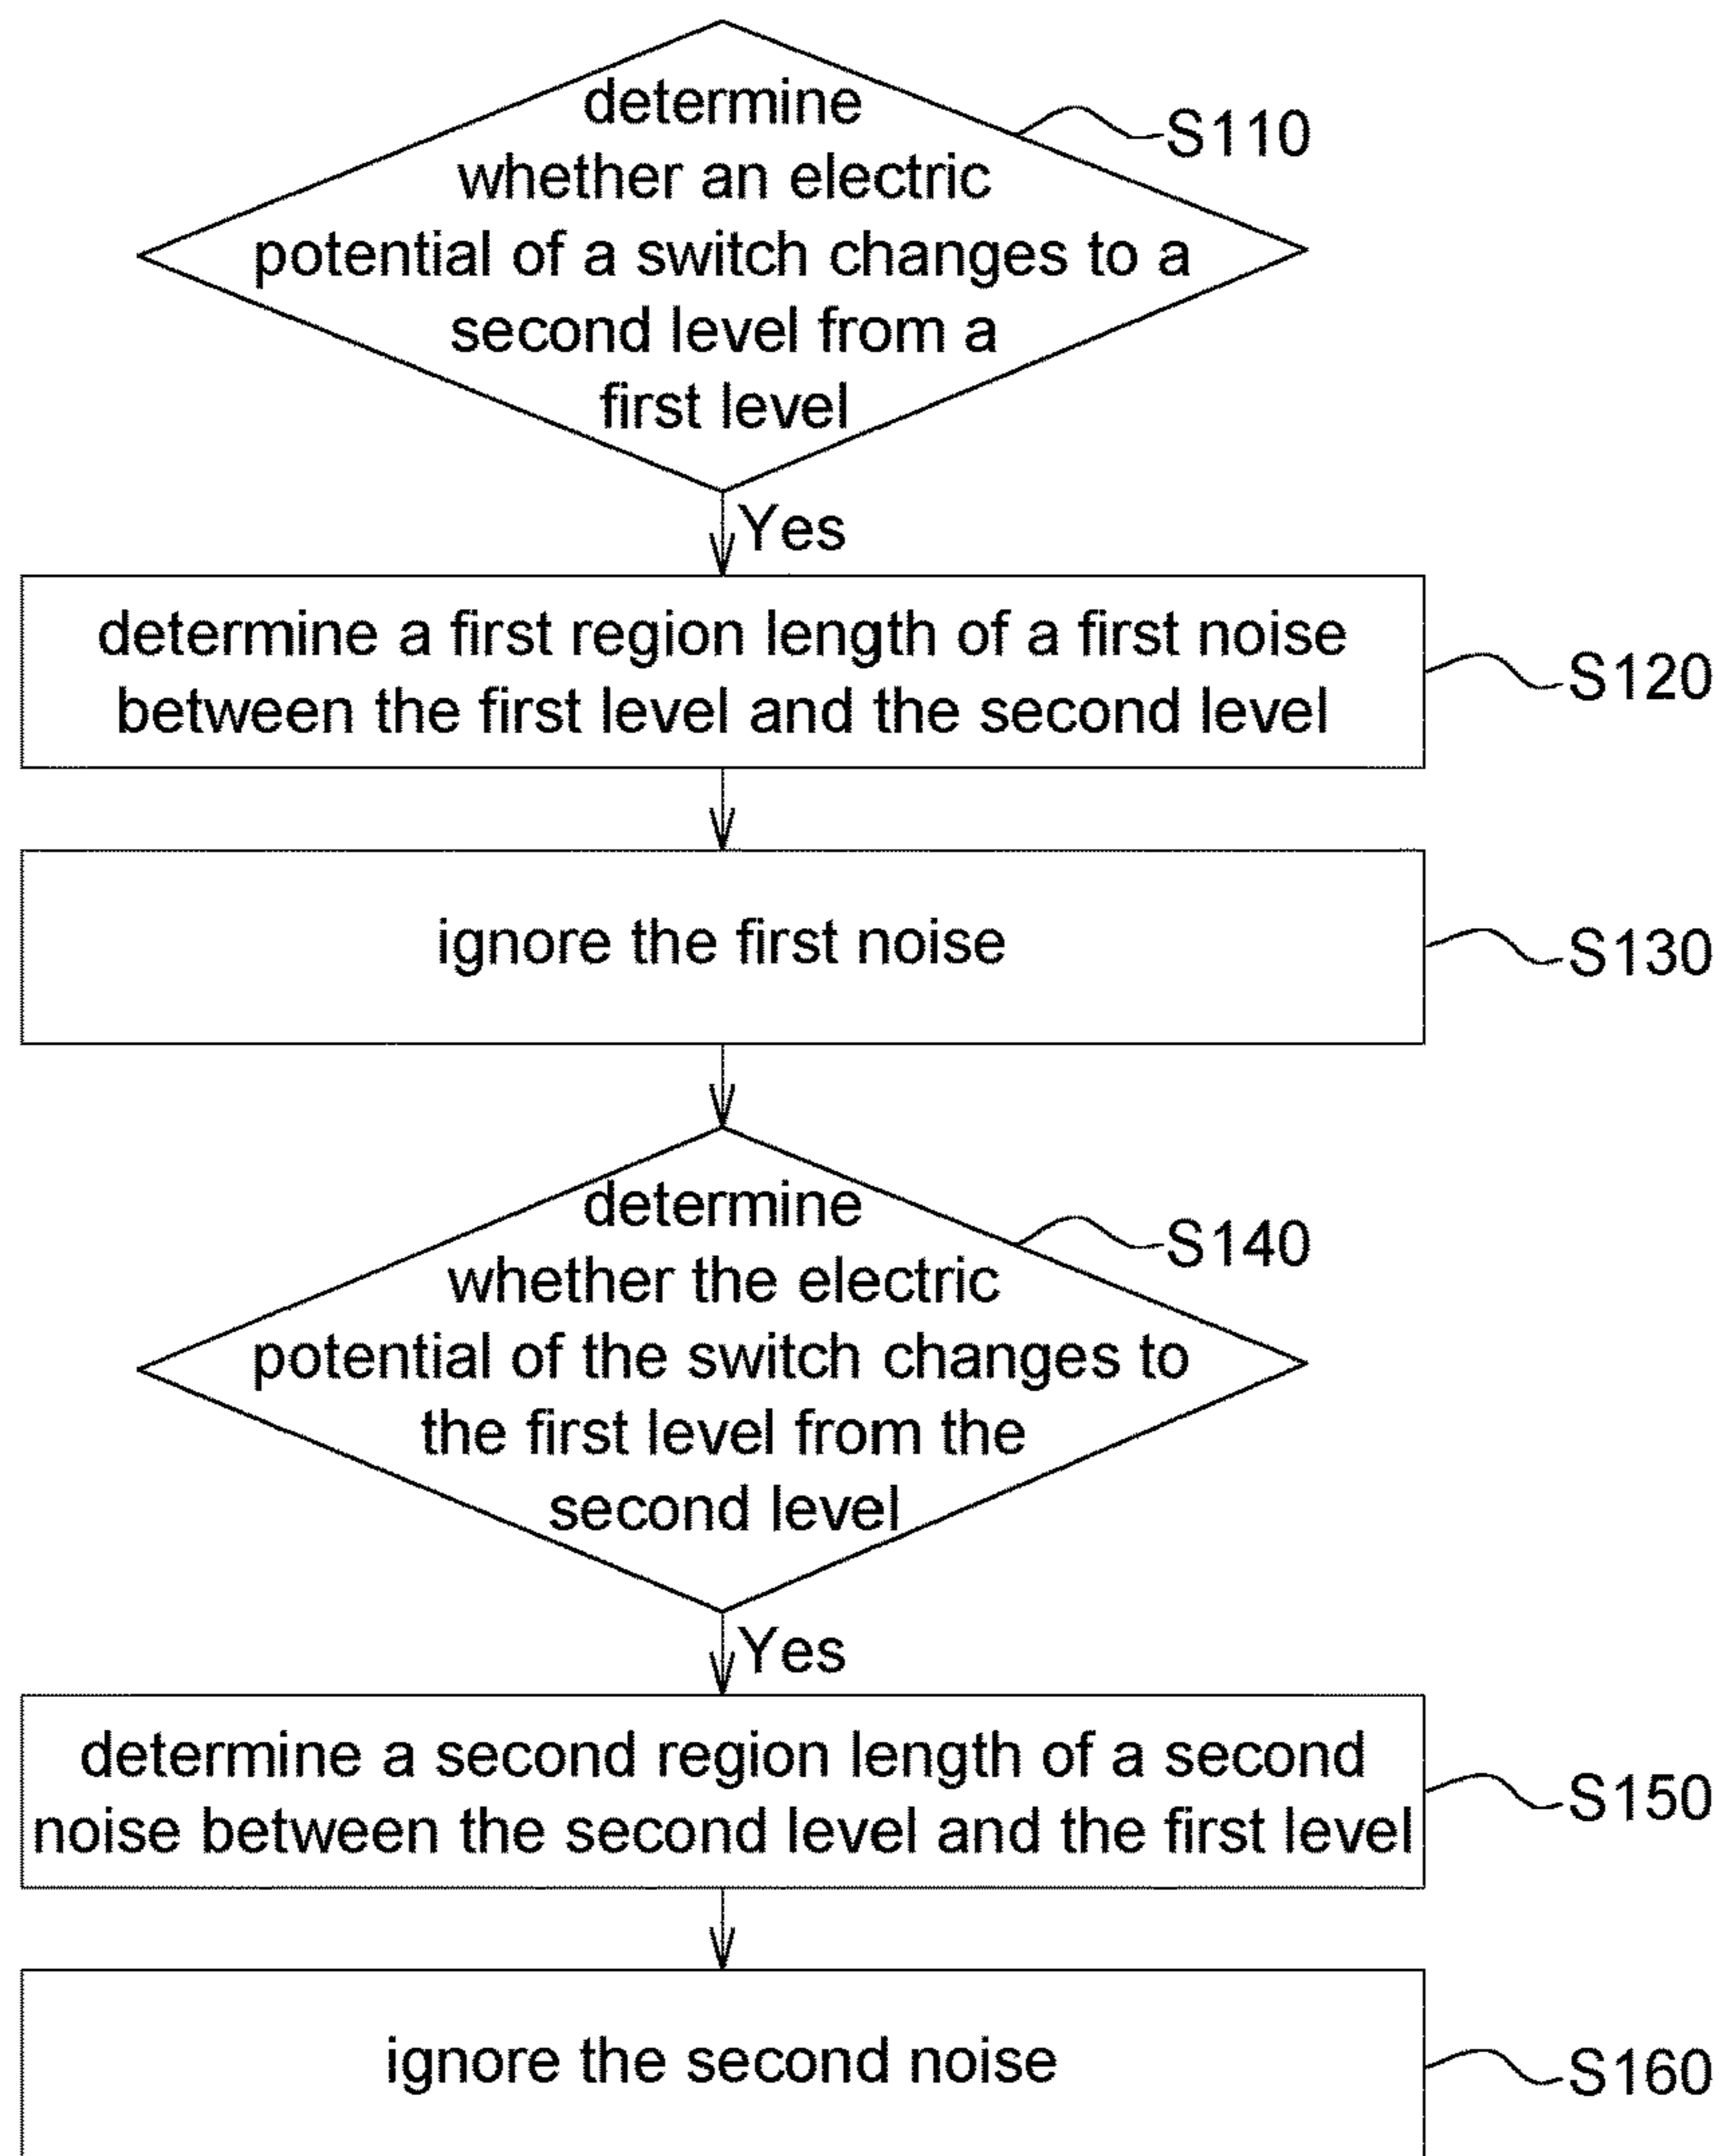 determine
whether an electric
potential of a switch changes to a
second level from a
first level
S110
Yes
determine a first region length of a first noise
between the first level and the second level
S120
ignore the first noise
S130
determine
whether the electric
potential of the switch changes to
the first level from the
second level
S140
Yes
determine a second region length of a second
noise between the second level and the first level
S150
ignore the second noise
S160